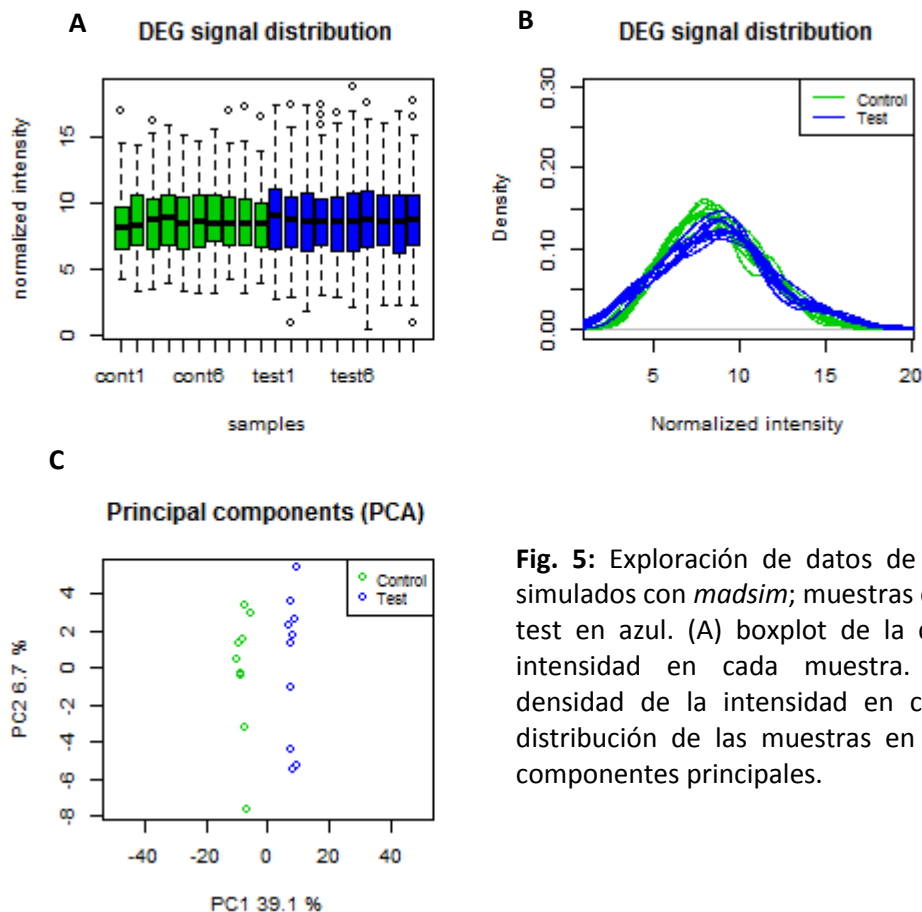 A
DEG signal distribution
normalized intensity
15
10
5
0
cont1 cont6 test1 test6
samples
B
DEG signal distribution
Density
0.30
0.20
0.10
0.00
Control
Test
5 10 15 20
Normalized intensity
C
Principal components (PCA)
PC2 6.7 %
4
2
0
-2
-4
-6
-8
Control
Test
-40 -20 0 20 40
PC1 39.1 %
Fig. 5: Exploración de datos de
simulados con madsim; muestras
test en azul. (A) boxplot de la
intensidad en cada muestra.
densidad de la intensidad en
distribución de las muestras en
componentes principales.